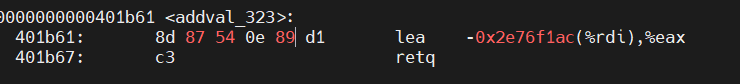 0000000000401b61 <addval_323>:
401b61: 8d 87 54 0e 89 d1 lea -0x2e76f1ac(%rdi),%eax
401b67: c3 retq